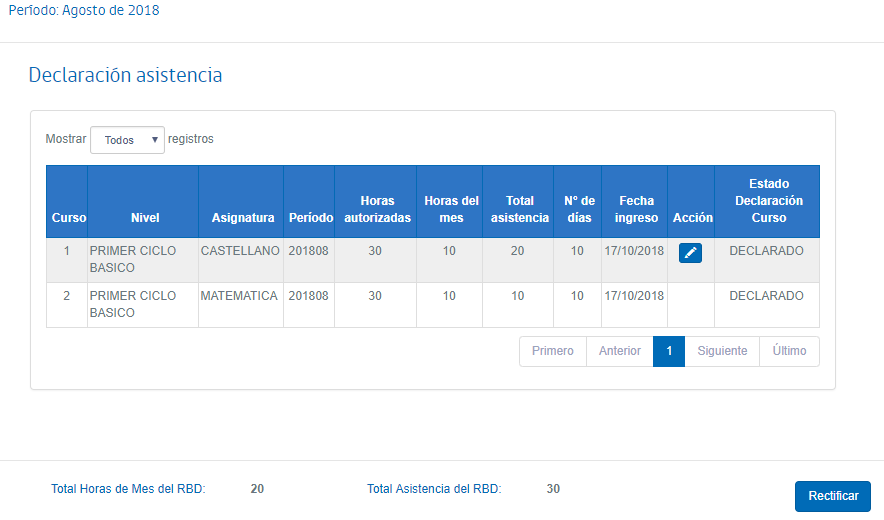 Período: Agosto de 2018
Declaración asistencia
Mostrar Todos registros
Curso Nivel Asignatura Período Horas autorizadas Horas del mes Total asistencia Nº de días Fecha ingreso Acción Estado Declaración Curso
1 PRIMER CICLO BASICO CASTELLANO 201808 30 10 20 10 17/10/2018 DECLARADO
2 PRIMER CICLO BASICO MATEMATICA 201808 30 10 10 10 17/10/2018 DECLARADO
Primero Anterior 1 Siguiente Último
Total Horas de Mes del RBD: 20 Total Asistencia del RBD: 30 Rectificar